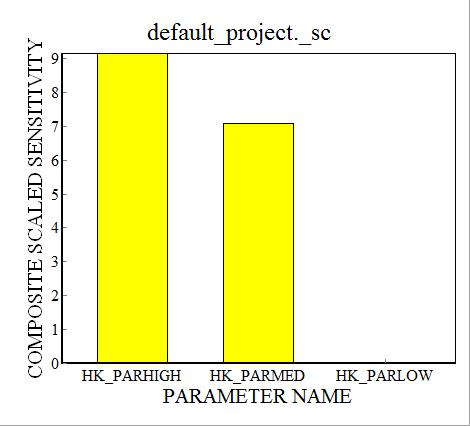 default_project._sc
COMPOSITE SCALED SENSITIVITY
9
8
7
6
5
4
3
2
1
0
HK_PARHIGH HK_PARMED HK_PARLOW
PARAMETER NAME